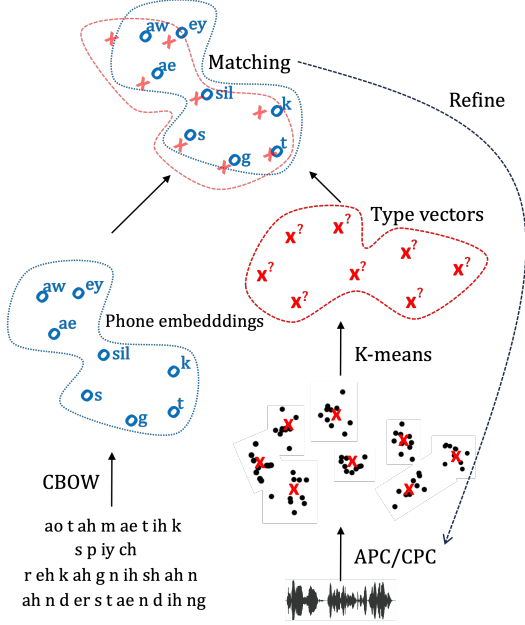 aw
ey
Matching
ae
sil
k
Refine
s
t
g
Type vectors
x?
x?
x?
x?
x?
x?
x?
x?
aw
ey
Phone embedddings
ae
sil
k
s
t
g
K-means
X
X
X
X
X
X
X
X
CBOW
APC/CPC
ao t ah m ae t ih k
s p iy ch
r eh k ah g n ih sh ah n
ah n d er s t ae n d ih ng